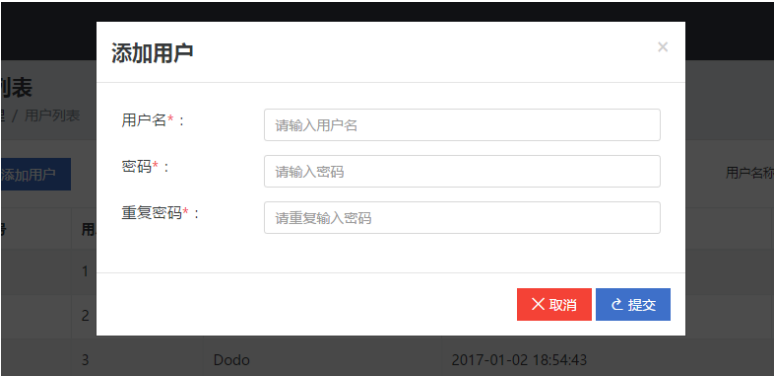 添加用户 ×
列表
/ 用户列表
用户名*：
请输入用户名
密码*：
请输入密码
添加用户
用户名称
重复密码*：
请重复输入密码
号 用
1
取消 提交
2
3 Dodo 2017-01-02 18:54:43